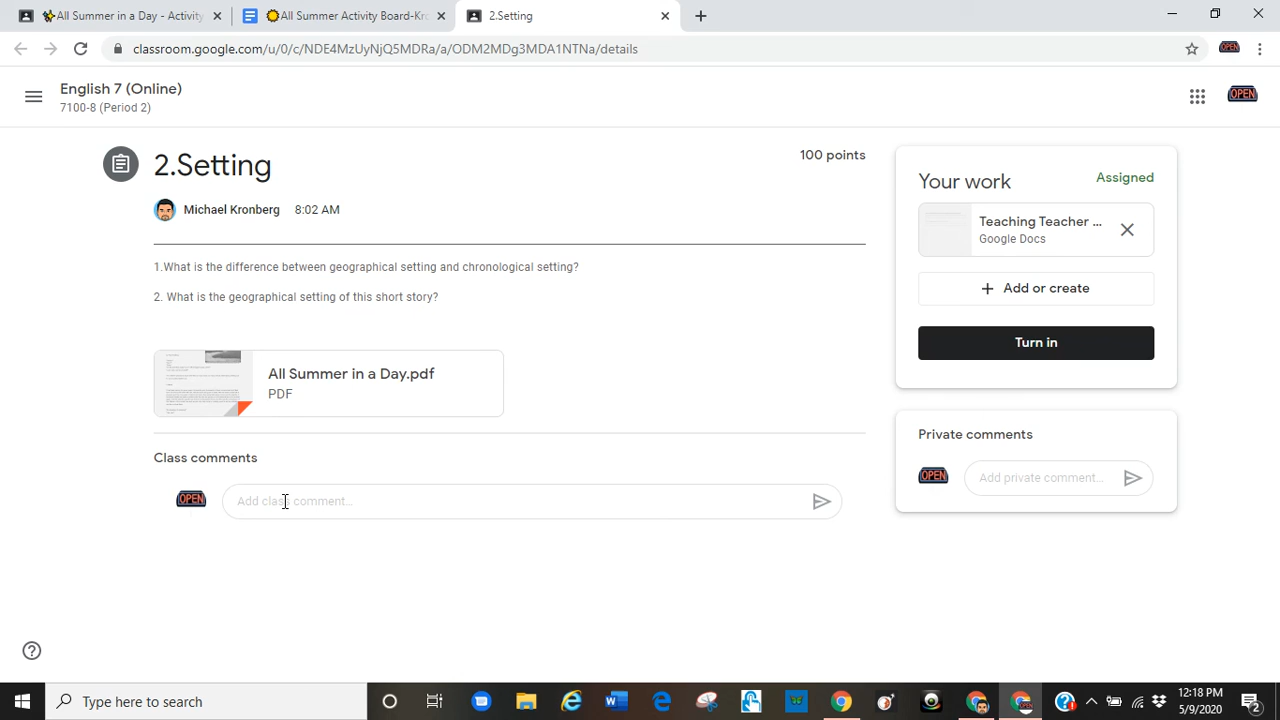 All Summer in a Day - Activity
All Summer Activity Board-Kro
2.Setting
classroom.google.com/u/0/c/NDE4MzUyNjQ5MDRa/a/ODM2MDg3MDA1NTNa/details
OPEN
English 7 (Online)
7100-8 (Period 2)
OPEN
2.Setting
100 points
Michael Kronberg 8:02 AM
1.What is the difference between geographical setting and chronological setting?
2. What is the geographical setting of this short story?
All Summer in a Day.pdf
PDF
Class comments
OPEN
Add class comment...
Your work
Assigned
Teaching Teacher ...
Google Docs
Add or create
Turn in
Private comments
OPEN
Add private comment...
Type here to search
12:18 PM
5/9/2020
2